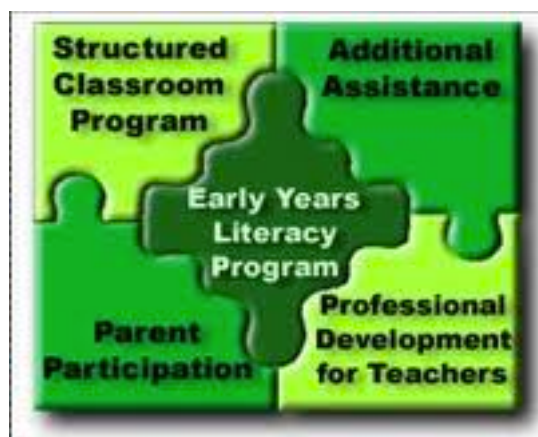 Structured
Classroom
Program
Additional
Assistance
Early Years
Literacy
Program
Parent
Participation
Professional
Development
for Teachers